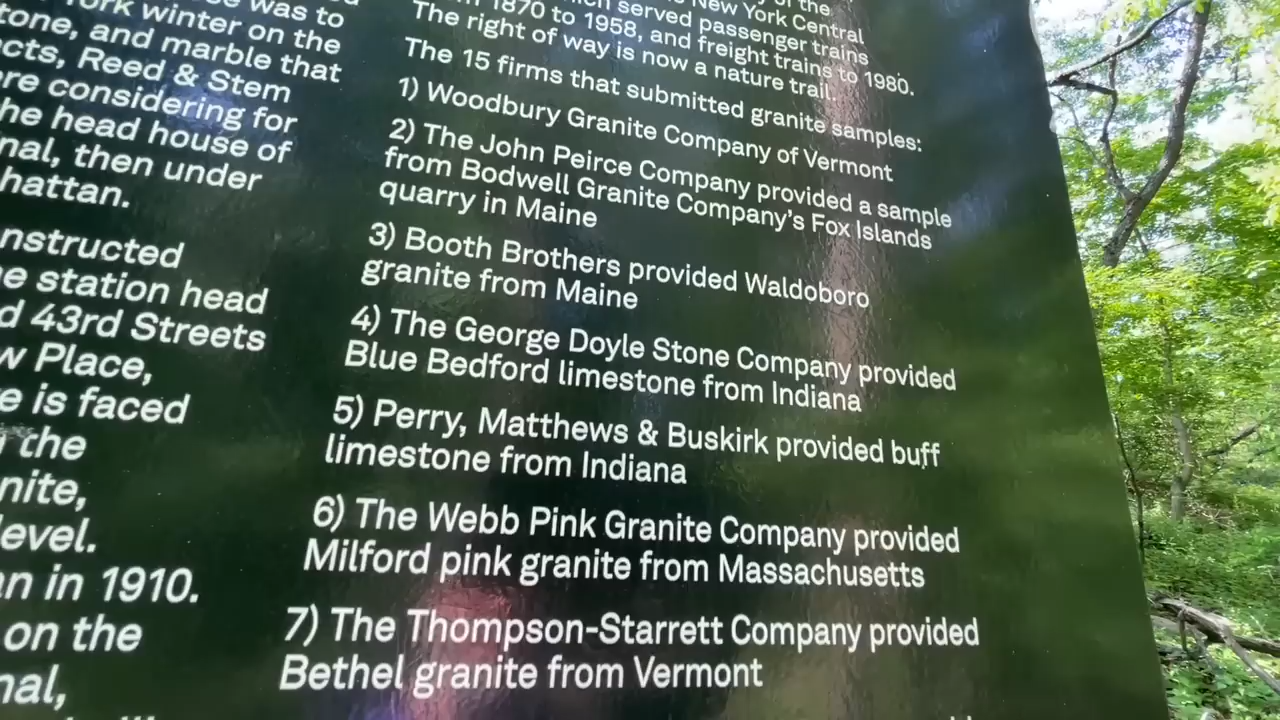 was to
York winter on the
tone, and marble that
cts, Reed & Stem
re considering for
he head house of
nal, then under
hattan.
nstructed
e station head
d 43rd Streets
w Place,
e is faced
the
nite,
level.
an in 1910.
on the
nal,
of the
New York Central
served passenger trains
1870 to 1958, and freight trains to 1980.
The right of way is now a nature trail.
The 15 firms that submitted granite samples:
1) Woodbury Granite Company of Vermont
2) The John Peirce Company provided a sample
from Bodwell Granite Company's Fox Islands
quarry in Maine
3) Booth Brothers provided Waldoboro
granite from Maine
4) The George Doyle Stone Company provided
Blue Bedford limestone from Indiana
5) Perry, Matthews & Buskirk provided buff
limestone from Indiana
6) The Webb Pink Granite Company provided
Milford pink granite from Massachusetts
7) The Thompson-Starrett Company provided
Bethel granite from Vermont